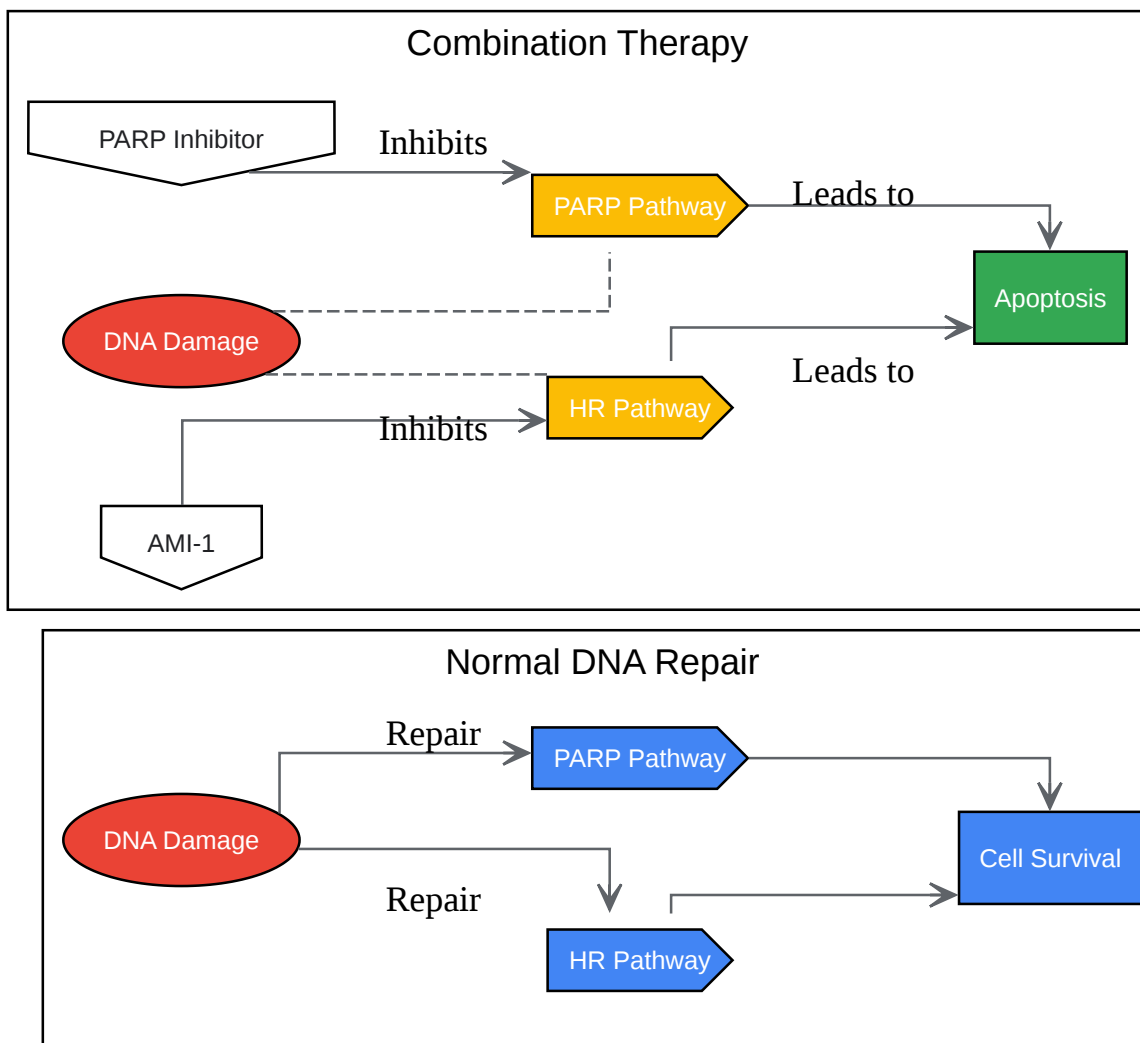 Combination Therapy
PARP Inhibitor
Inhibits
PARP Pathway
Leads to
Apoptosis
DNA Damage
HR Pathway
Leads to
Inhibits
AMI-1
Normal DNA Repair
Repair
PARP Pathway
DNA Damage
Cell Survival
Repair
HR Pathway